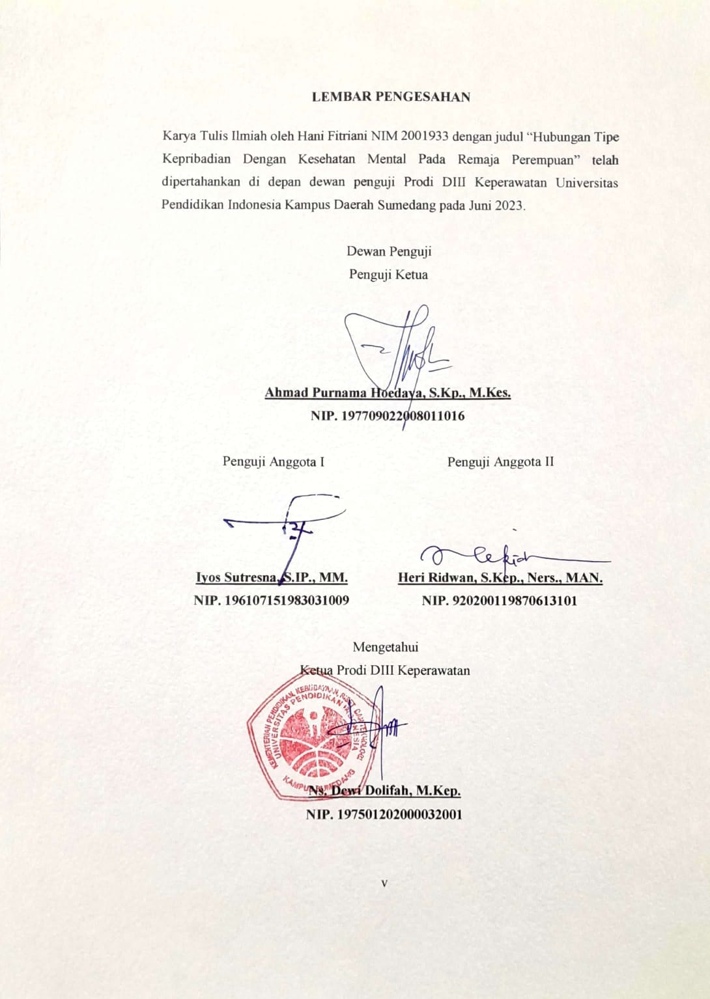 LEMBAR PENGESAHAN
Karya Tulis Ilmiah oleh Hani Fitriani NIM 2001933 dengan judul “Hubungan Tipe
Kepribadian Dengan Kesehatan Mental Pada Remaja Perempuan” telah
dipertahankan di depan dewan penguji Prodi DIII Keperawatan Universitas
Pendidikan Indonesia Kampus Daerah Sumedang pada Juni 2023.
Dewan Penguji
Penguji Ketua
Ahmad Purnama Hoedaya, S.Kp., M.Kes.
NIP. 197709022008011016
Penguji Anggota I
Penguji Anggota II
Iyos Sutresna, S.IP., MM.
Heri Ridwan, S.Kep., Ners., MAN.
NIP. 196107151983031009
NIP. 920200119870613101
Mengetahui
Ketua Prodi DIII Keperawatan
KEMENTERIAN PENDIDIKAN, KEBUDAYAAN, RISET, DAN TEKNOLOGI
UNIVERSITAS PENDIDIKAN INDONESIA
KAMPUS SUMEDANG
Ns. Dewi Dolifah, M.Kep.
NIP. 197501202000032001
v